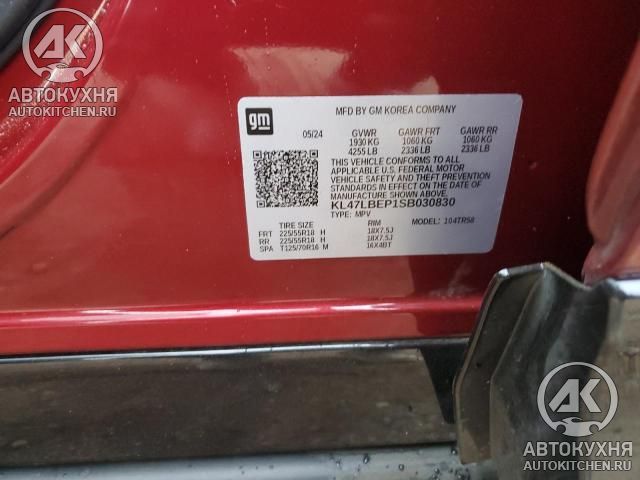 АК
АВТОКУХНЯ
AUTOKITCHEN.RU
gm
MFD BY GM KOREA COMPANY
05/24 GVWR GAWR FRT GAWR RR
1930 KG 1060 KG 1060 KG
4255 LB 2336 LB 2336 LB
THIS VEHICLE CONFORMS TO ALL
APPLICABLE U.S. FEDERAL MOTOR
VEHICLE SAFETY AND THEFT PREVENTION
STANDARDS IN EFFECT ON THE DATE OF
MANUFACTURE SHOWN ABOVE.
KL47LBEP1SB030830
TYPE: MPV MODEL: 104TR58
TIRE SIZE RIM
FRT 225/55R18 H 18X7.5J
RR 225/55R18 H 18X7.5J
SPA T125/70R16 M 16X4BT
АК
АВТОКУХНЯ
AUTOKITCHEN.RU